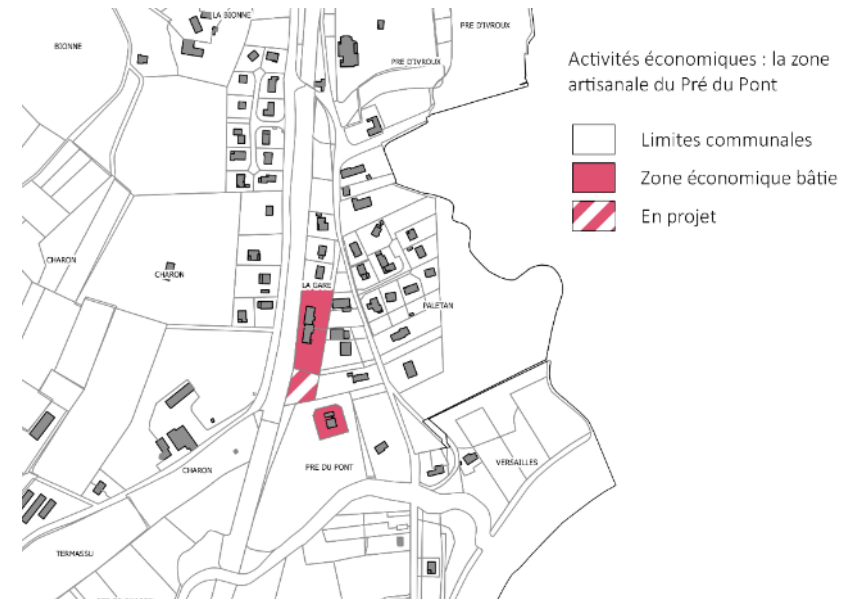 LA BIONNE
PRE D'IVROUX
BIONNE
PRE D'IVROUX
Activités économiques : la zone
artisanale du Pré du Pont
Limites communales
Zone économique bâtie
En projet
CHARON
CHARON
LA GARE
PALETAN
CHARON
PRE DU PONT
VERSAILLES
TERMASSU